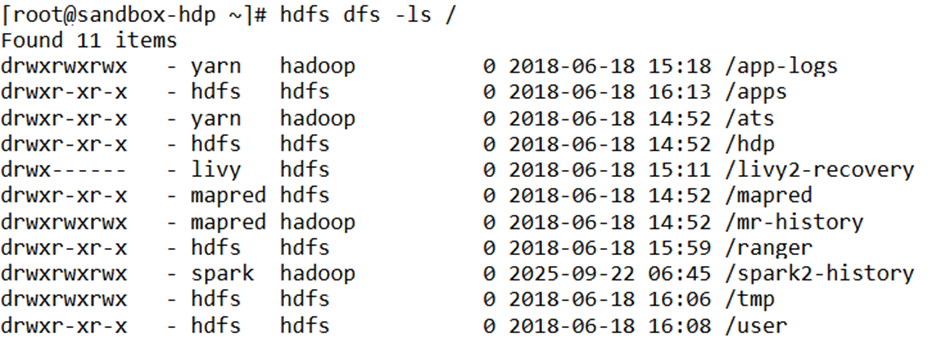 [root@sandbox-hdp ~]# hdfs dfs -ls /
Found 11 items
drwxrwxrwx   - yarn   hadoop          0 2018-06-18 15:18 /app-logs
drwxr-xr-x   - hdfs   hdfs            0 2018-06-18 16:13 /apps
drwxr-xr-x   - yarn   hadoop          0 2018-06-18 14:52 /ats
drwxr-xr-x   - hdfs   hdfs            0 2018-06-18 14:52 /hdp
drwx------   - livy   hdfs            0 2018-06-18 15:11 /livy2-recovery
drwxr-xr-x   - mapred hdfs            0 2018-06-18 14:52 /mapred
drwxrwxrwx   - mapred hadoop          0 2018-06-18 14:52 /mr-history
drwxr-xr-x   - hdfs   hdfs            0 2018-06-18 15:59 /ranger
drwxrwxrwx   - spark  hadoop          0 2025-09-22 06:45 /spark2-history
drwxrwxrwx   - hdfs   hdfs            0 2018-06-18 16:06 /tmp
drwxr-xr-x   - hdfs   hdfs            0 2018-06-18 16:08 /user